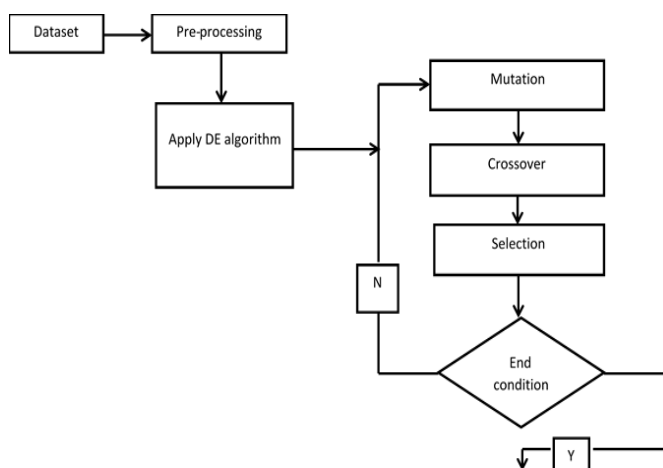 Dataset
Pre-processing
Apply DE algorithm
Mutation
Crossover
Selection
N
End
condition
Y